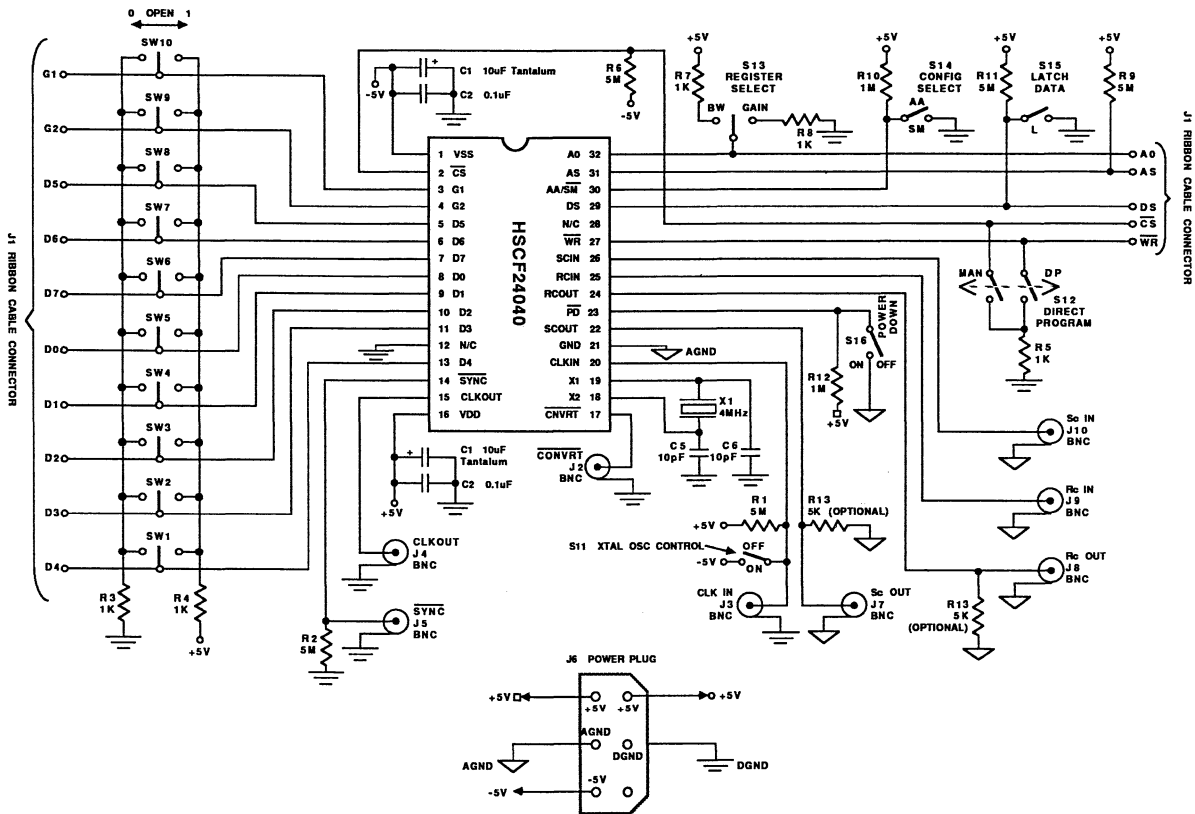 0 OPEN 1
SW10
G1
SW9
G2
SW8
D5
SW7
D6
SW6
D7
SW5
D0
SW4
D1
SW3
D2
SW2
D3
SW1
D4
R3
1K
R4
1K
+5V
J1 RIBBON CABLE CONNECTOR
-5V
C1 10uF Tantalum
+
C2 0.1uF
R6
5M
-5V
+5V
R7
1K
S13
REGISTER
SELECT
BW GAIN
R8
1K
+5V
R10
1M
S14
CONFIG
SELECT
AA
SM
+5V
R11
5M
S15
LATCH
DATA
L
+5V
R9
5M
HSCF24040
1 VSS
2 CS
3 G1
4 G2
5 D5
6 D6
7 D7
8 D0
9 D1
10 D2
11 D3
12 N/C
13 D4
14 SYNC
15 CLKOUT
16 VDD
A0 32
AS 31
AA/SM 30
DS 29
N/C 28
WR 27
SCIN 26
RCIN 25
RCOUT 24
PD 23
SCOUT 22
GND 21
CLKIN 20
X1 19
X2 18
CNVRT 17
A0
AS
DS
CS
WR
J1 RIBBON CABLE CONNECTOR
MAN
DP
S12
DIRECT
PROGRAM
R5
1K
POWER
DOWN
S16
ON OFF
R12
1M
+5V
AGND
X1
4MHz
C5
10pF
C6
10pF
+
C1 10uF
Tantalum
C2 0.1uF
+5V
CONVRT
J2
BNC
Sc IN
J10
BNC
Rc IN
J9
BNC
Rc OUT
J8
BNC
R13
5K
(OPTIONAL)
R1
5M
+5V
R13
5K (OPTIONAL)
S11 XTAL OSC CONTROL
OFF
ON
-5V
CLK IN
J3
BNC
Sc OUT
J7
BNC
CLKOUT
J4
BNC
SYNC
J5
BNC
R2
5M
J6 POWER PLUG
+5V
+5V
+5V
+5V
AGND
DGND
AGND
DGND
-5V
-5V